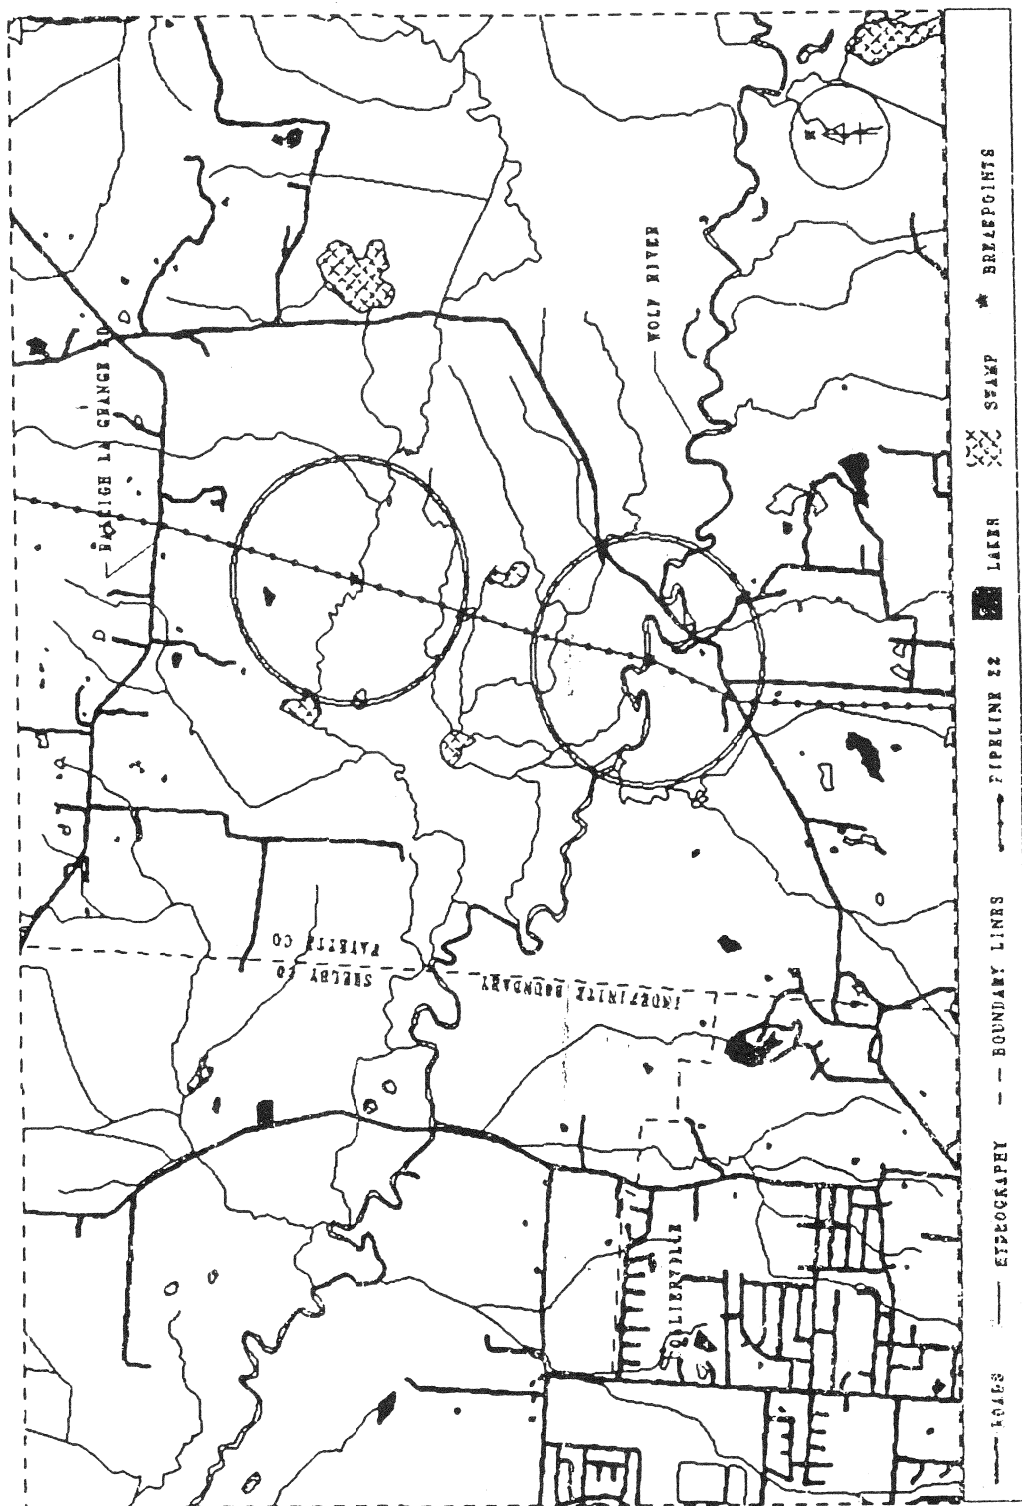 RALEIGH LA GRANGE RD
WOLF RIVER
FAYETTE CO
SHELBY CO
INDEFINITE BOUNDARY
COLLIERVILLE
ROADS
HYDROGRAPHY
BOUNDARY LINES
PIPELINE 22
LAKES
SWAMP
BREAKPOINTS